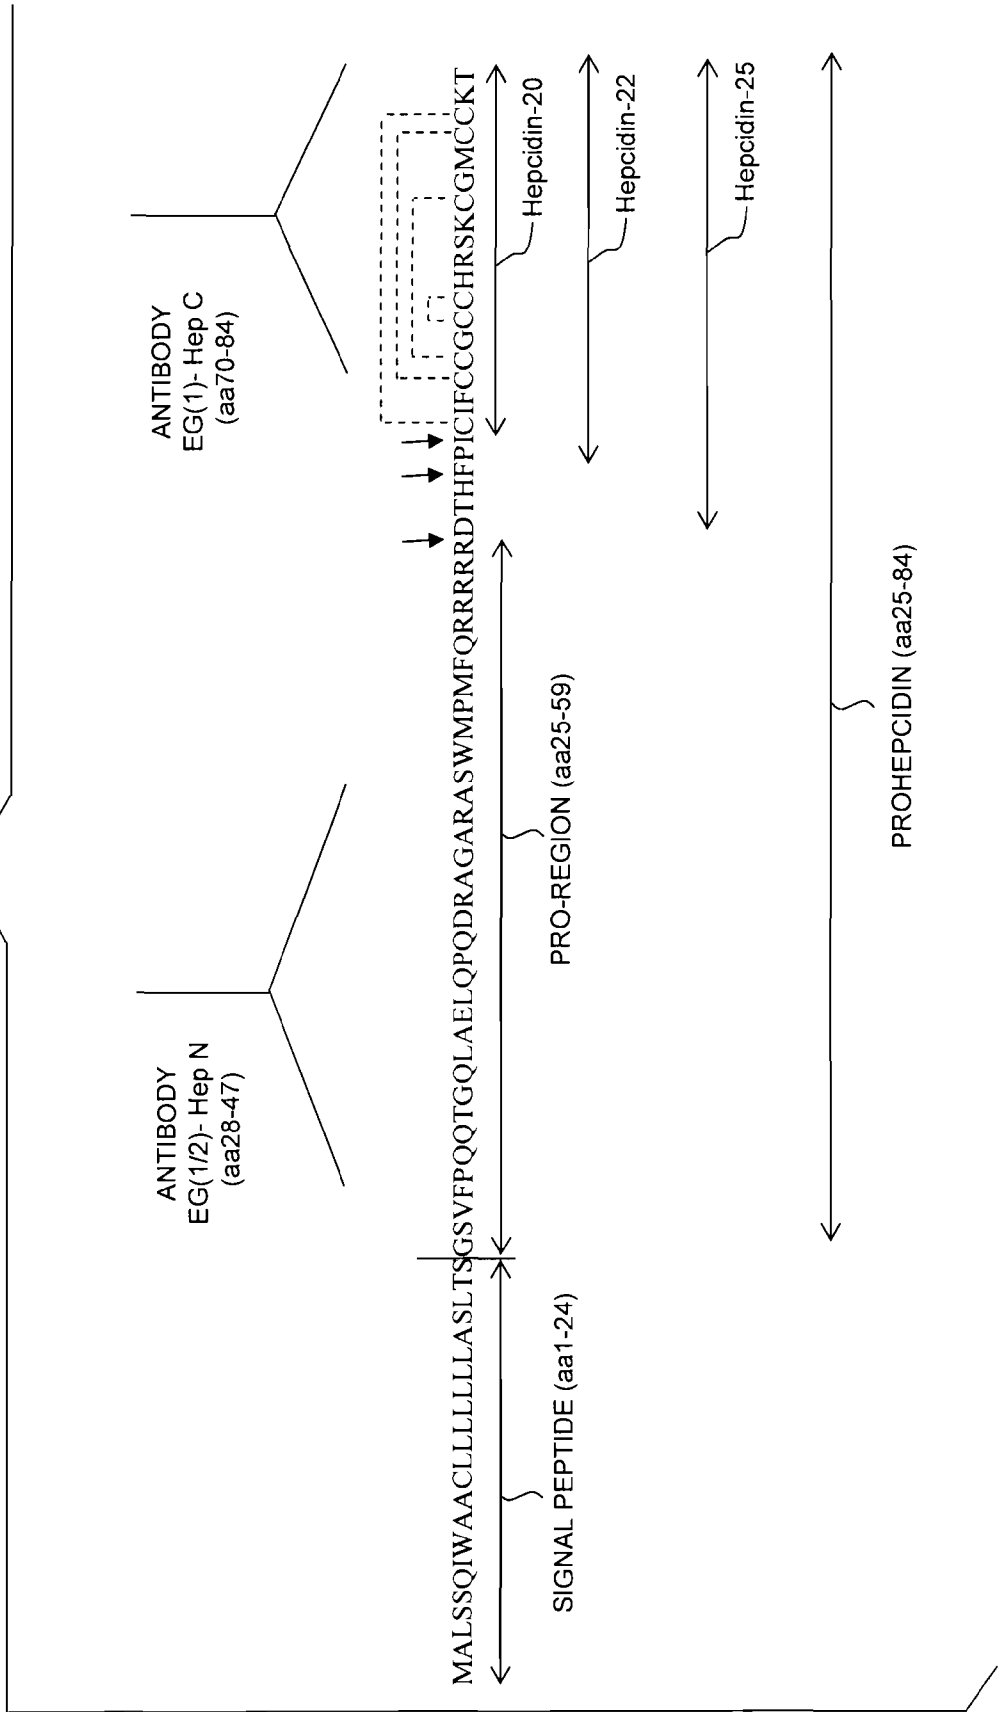 ANTIBODY
EG(1/2)- Hep N
(aa28-47)
ANTIBODY
EG(1)- Hep C
(aa70-84)
MALSSQIWAACLLLLLLLASLTSGSVFPQQTGQLAELQPQDRAGARASWMPMFQRRRRRDTHFPICIFCCGCCHRSKCGMCCKT
SIGNAL PEPTIDE (aa1-24)
PRO-REGION (aa25-59)
Hepcidin-20
Hepcidin-22
Hepcidin-25
PROHEPCIDIN (aa25-84)